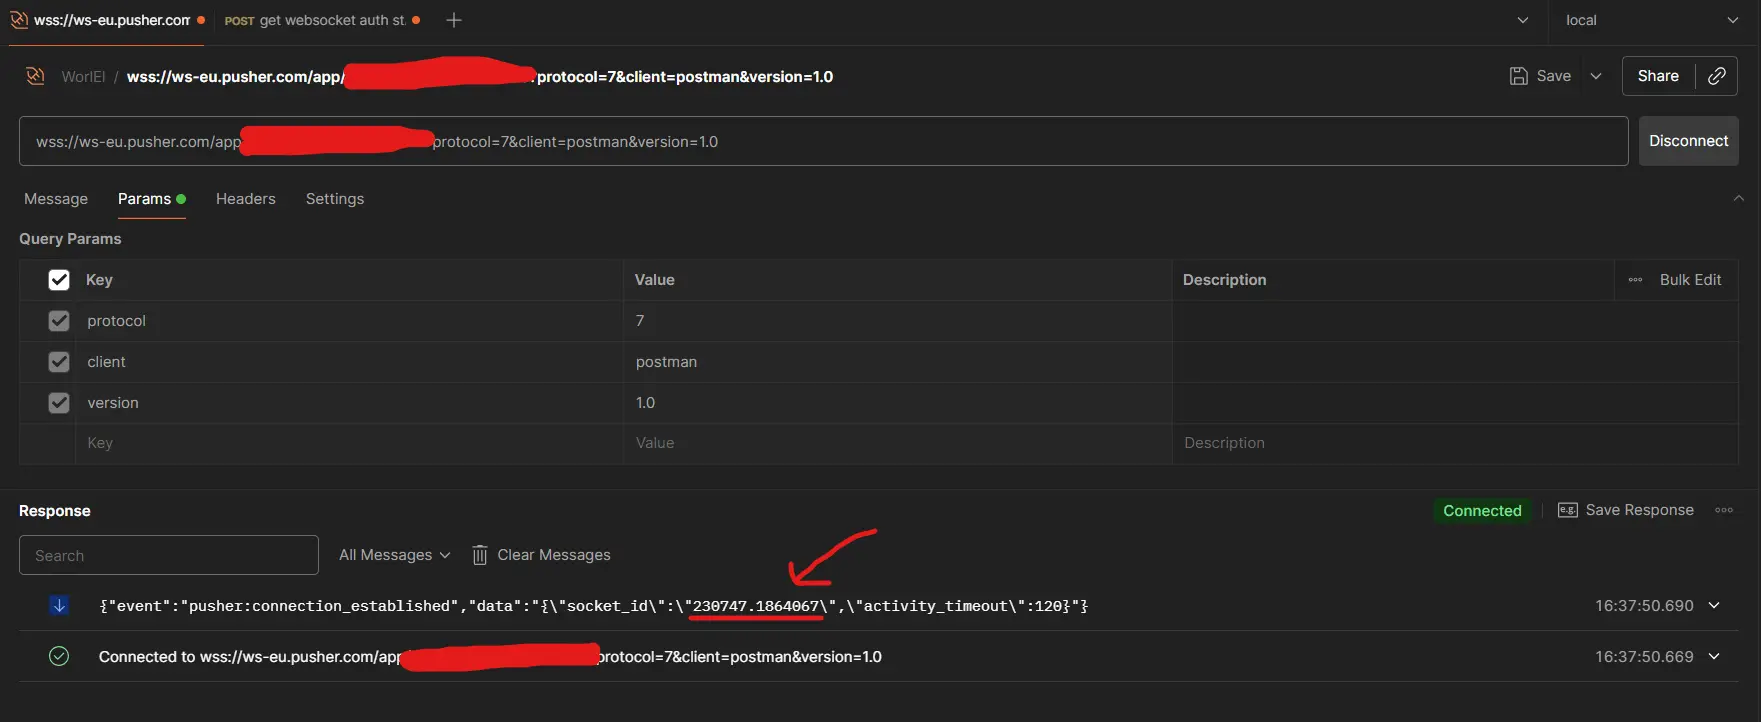 wss://ws-eu.pusher.com POST get websocket auth st. local
WorIEI / wss://ws-eu.pusher.com/app/ protocol=7&client=postman&version=1.0 Save Share
wss://ws-eu.pusher.com/app protocol=7&client=postman&version=1.0 Disconnect
Message Params Headers Settings
Query Params
Key Value Description Bulk Edit
protocol 7
client postman
version 1.0
Key Value Description
Response Connected e.g. Save Response
Search All Messages Clear Messages
{"event":"pusher:connection_established","data":"{\"socket_id\":\"230747.1864067\",\"activity_timeout\":120}"} 16:37:50.690
Connected to wss://ws-eu.pusher.com/app protocol=7&client=postman&version=1.0 16:37:50.669